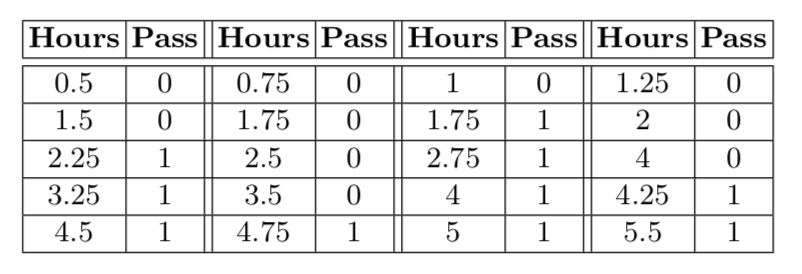 Hours Pass Hours Pass Hours Pass Hours Pass
0.5 0 0.75 0 1 0 1.25 0
1.5 0 1.75 0 1.75 1 2 0
2.25 1 2.5 0 2.75 1 4 0
3.25 1 3.5 0 4 1 4.25 1
4.5 1 4.75 1 5 1 5.5 1